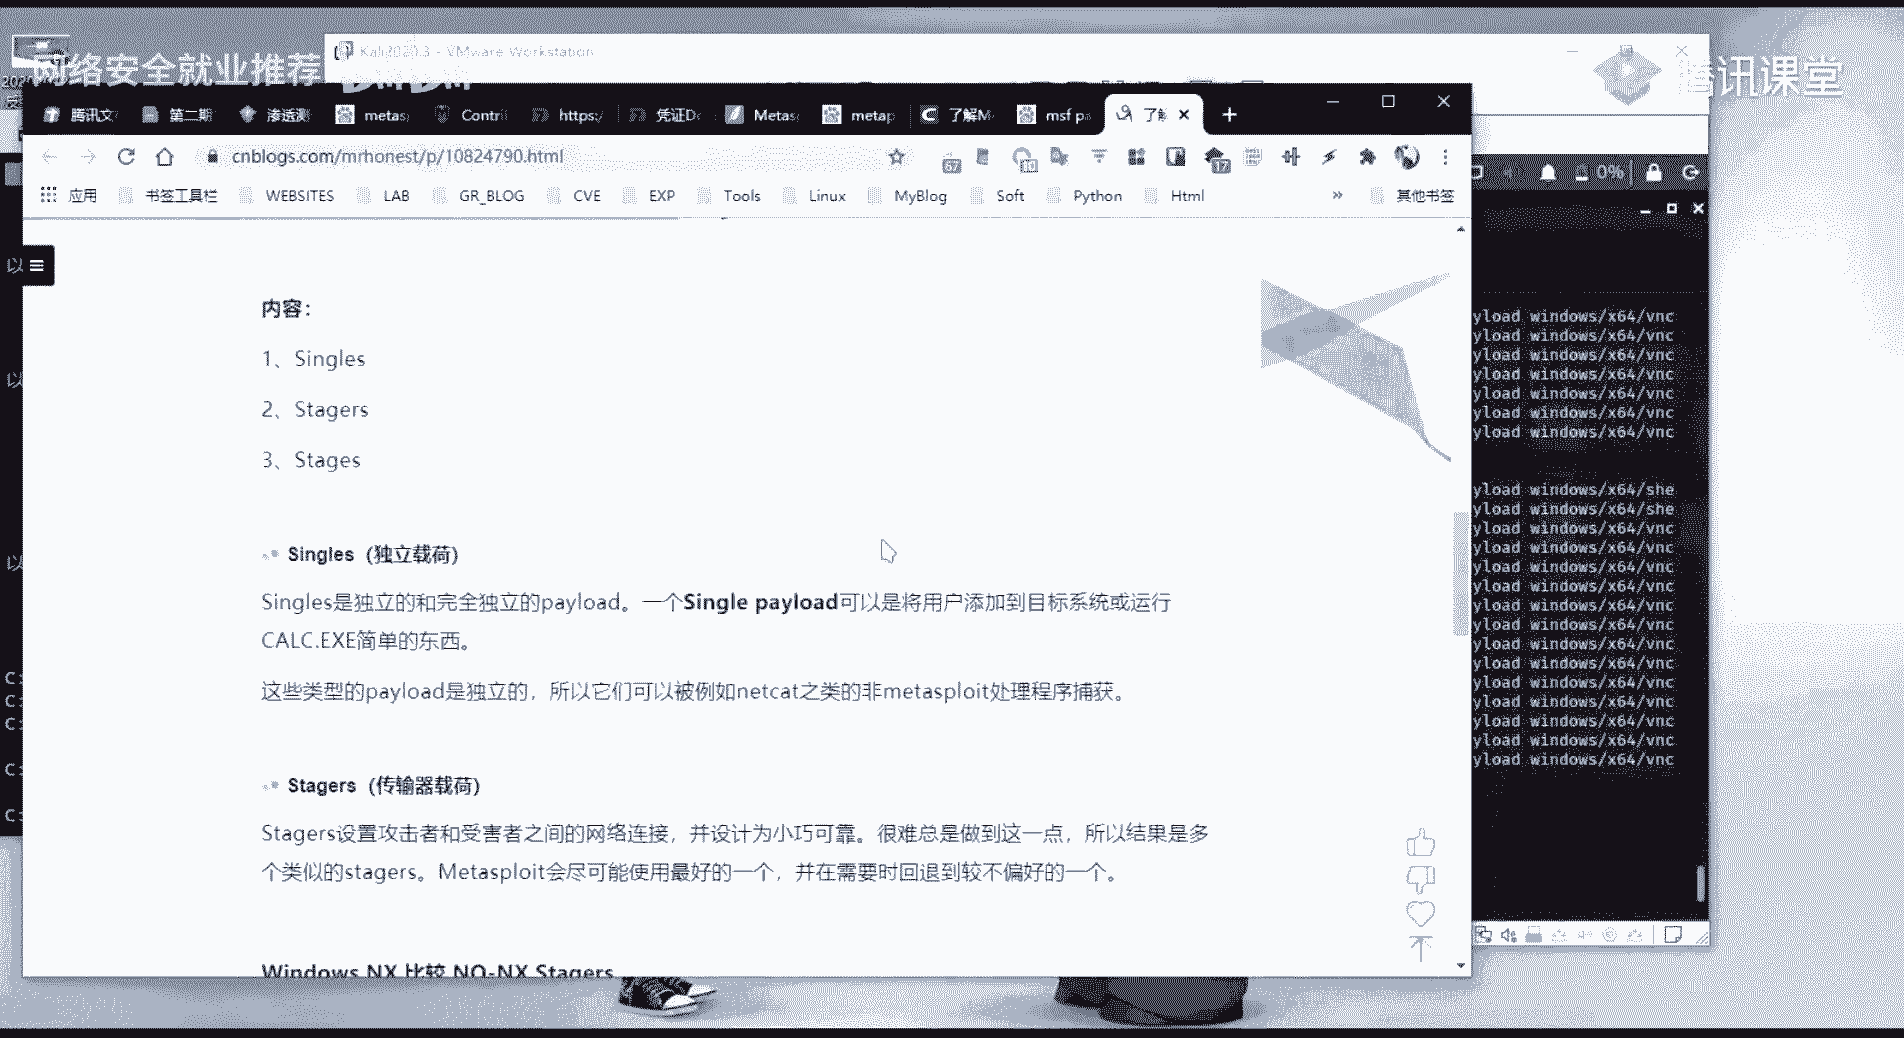 Kali2020.3 - VMware Workstation
网络安全就业推荐
腾讯课堂
腾讯文
第二期
渗透测
metas
Contri
https:/
凭证D
Metas
metap
了解M
msf pa
了解
cnblogs.com/mrhonest/p/10824790.html
应用
书签工具栏
WEBSITES
LAB
GR_BLOG
CVE
EXP
Tools
Linux
MyBlog
Soft
Python
Html
»
其他书签
0%
内容：
1、Singles
2、Stagers
3、Stages
Singles（独立载荷）
Singles是独立的和完全独立的payload。一个Single payload可以是将用户添加到目标系统或运行
CALC.EXE简单的东西。
这些类型的payload是独立的，所以它们可以被例如netcat之类的非metasploit处理程序捕获。
Stagers（传输器载荷）
Stagers设置攻击者和受害者之间的网络连接，并设计为小巧可靠。很难总是做到这一点，所以结果是多
个类似的stagers。Metasploit会尽可能使用最好的一个，并在需要时回退到较不偏好的一个。
Windows NX 比较 NO-NX Stagers
yload windows/x64/vnc
yload windows/x64/vnc
yload windows/x64/vnc
yload windows/x64/vnc
yload windows/x64/vnc
yload windows/x64/vnc
yload windows/x64/vnc
yload windows/x64/she
yload windows/x64/she
yload windows/x64/vnc
yload windows/x64/vnc
yload windows/x64/vnc
yload windows/x64/vnc
yload windows/x64/vnc
yload windows/x64/vnc
yload windows/x64/vnc
yload windows/x64/vnc
yload windows/x64/vnc
yload windows/x64/vnc
yload windows/x64/vnc
yload windows/x64/vnc
yload windows/x64/vnc
以
以
以
C:
C:
C:
C:
C: